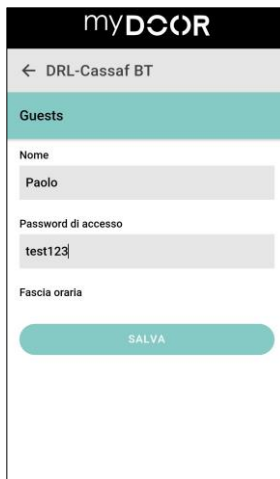 myDOOR
← DRL-Cassaf BT
Guests
Nome
Paolo
Password di accesso
test123
Fascia oraria
SALVA